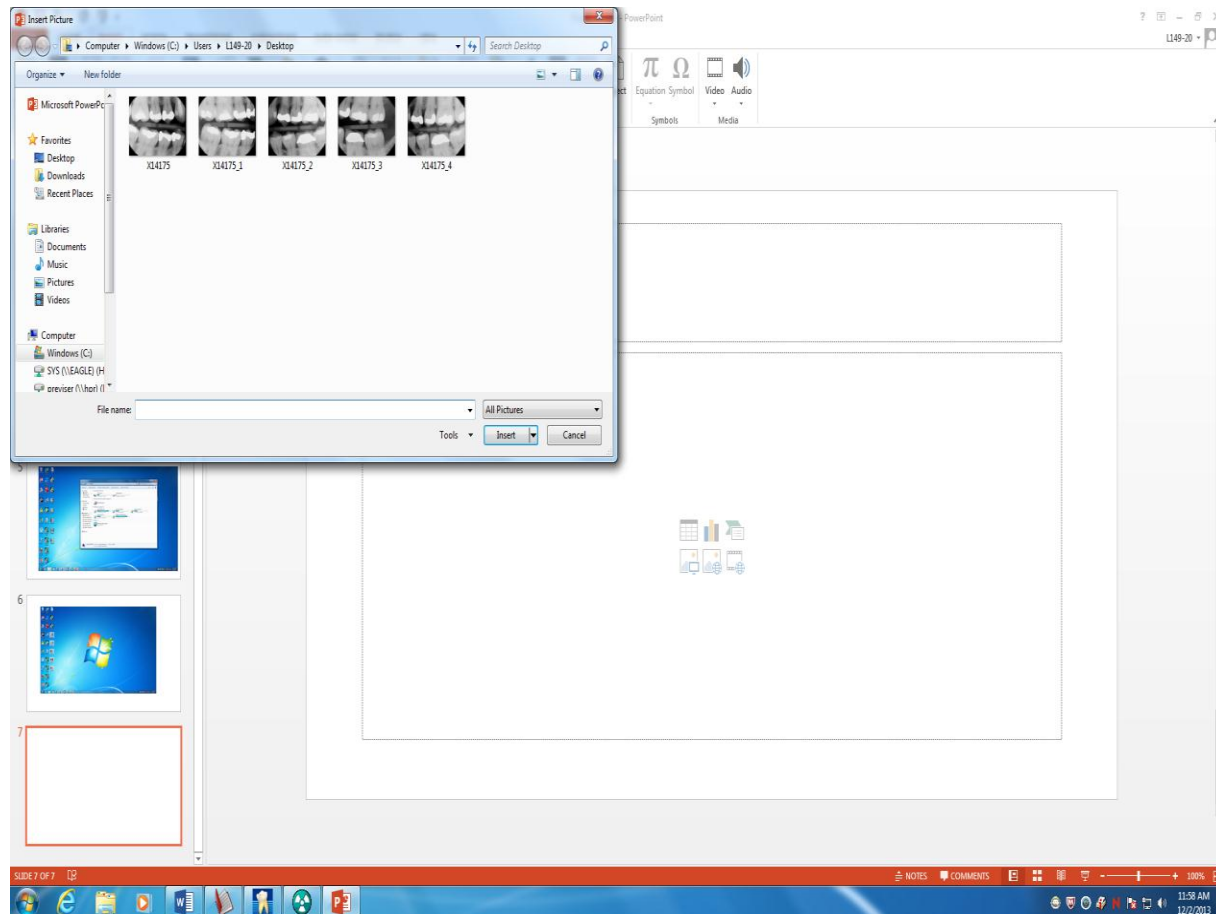 Insert Picture
- PowerPoint
L149-20
Computer Windows (C:) Users L149-20 Desktop
Search Desktop
Organize
New folder
Equation Symbol
Video Audio
Symbols
Media
Microsoft PowerPo
Favorites
Desktop
Downloads
Recent Places
Libraries
Documents
Music
Pictures
Videos
Computer
Windows (C:)
SYS (\\EAGLE) (H
X14175
X14175_1
X14175_2
X14175_3
X14175_4
File name:
All Pictures
Tools
Insert
Cancel
5
6
7
SLIDE 7 OF 7
NOTES
COMMENTS
100%
11:58 AM
12/2/2013